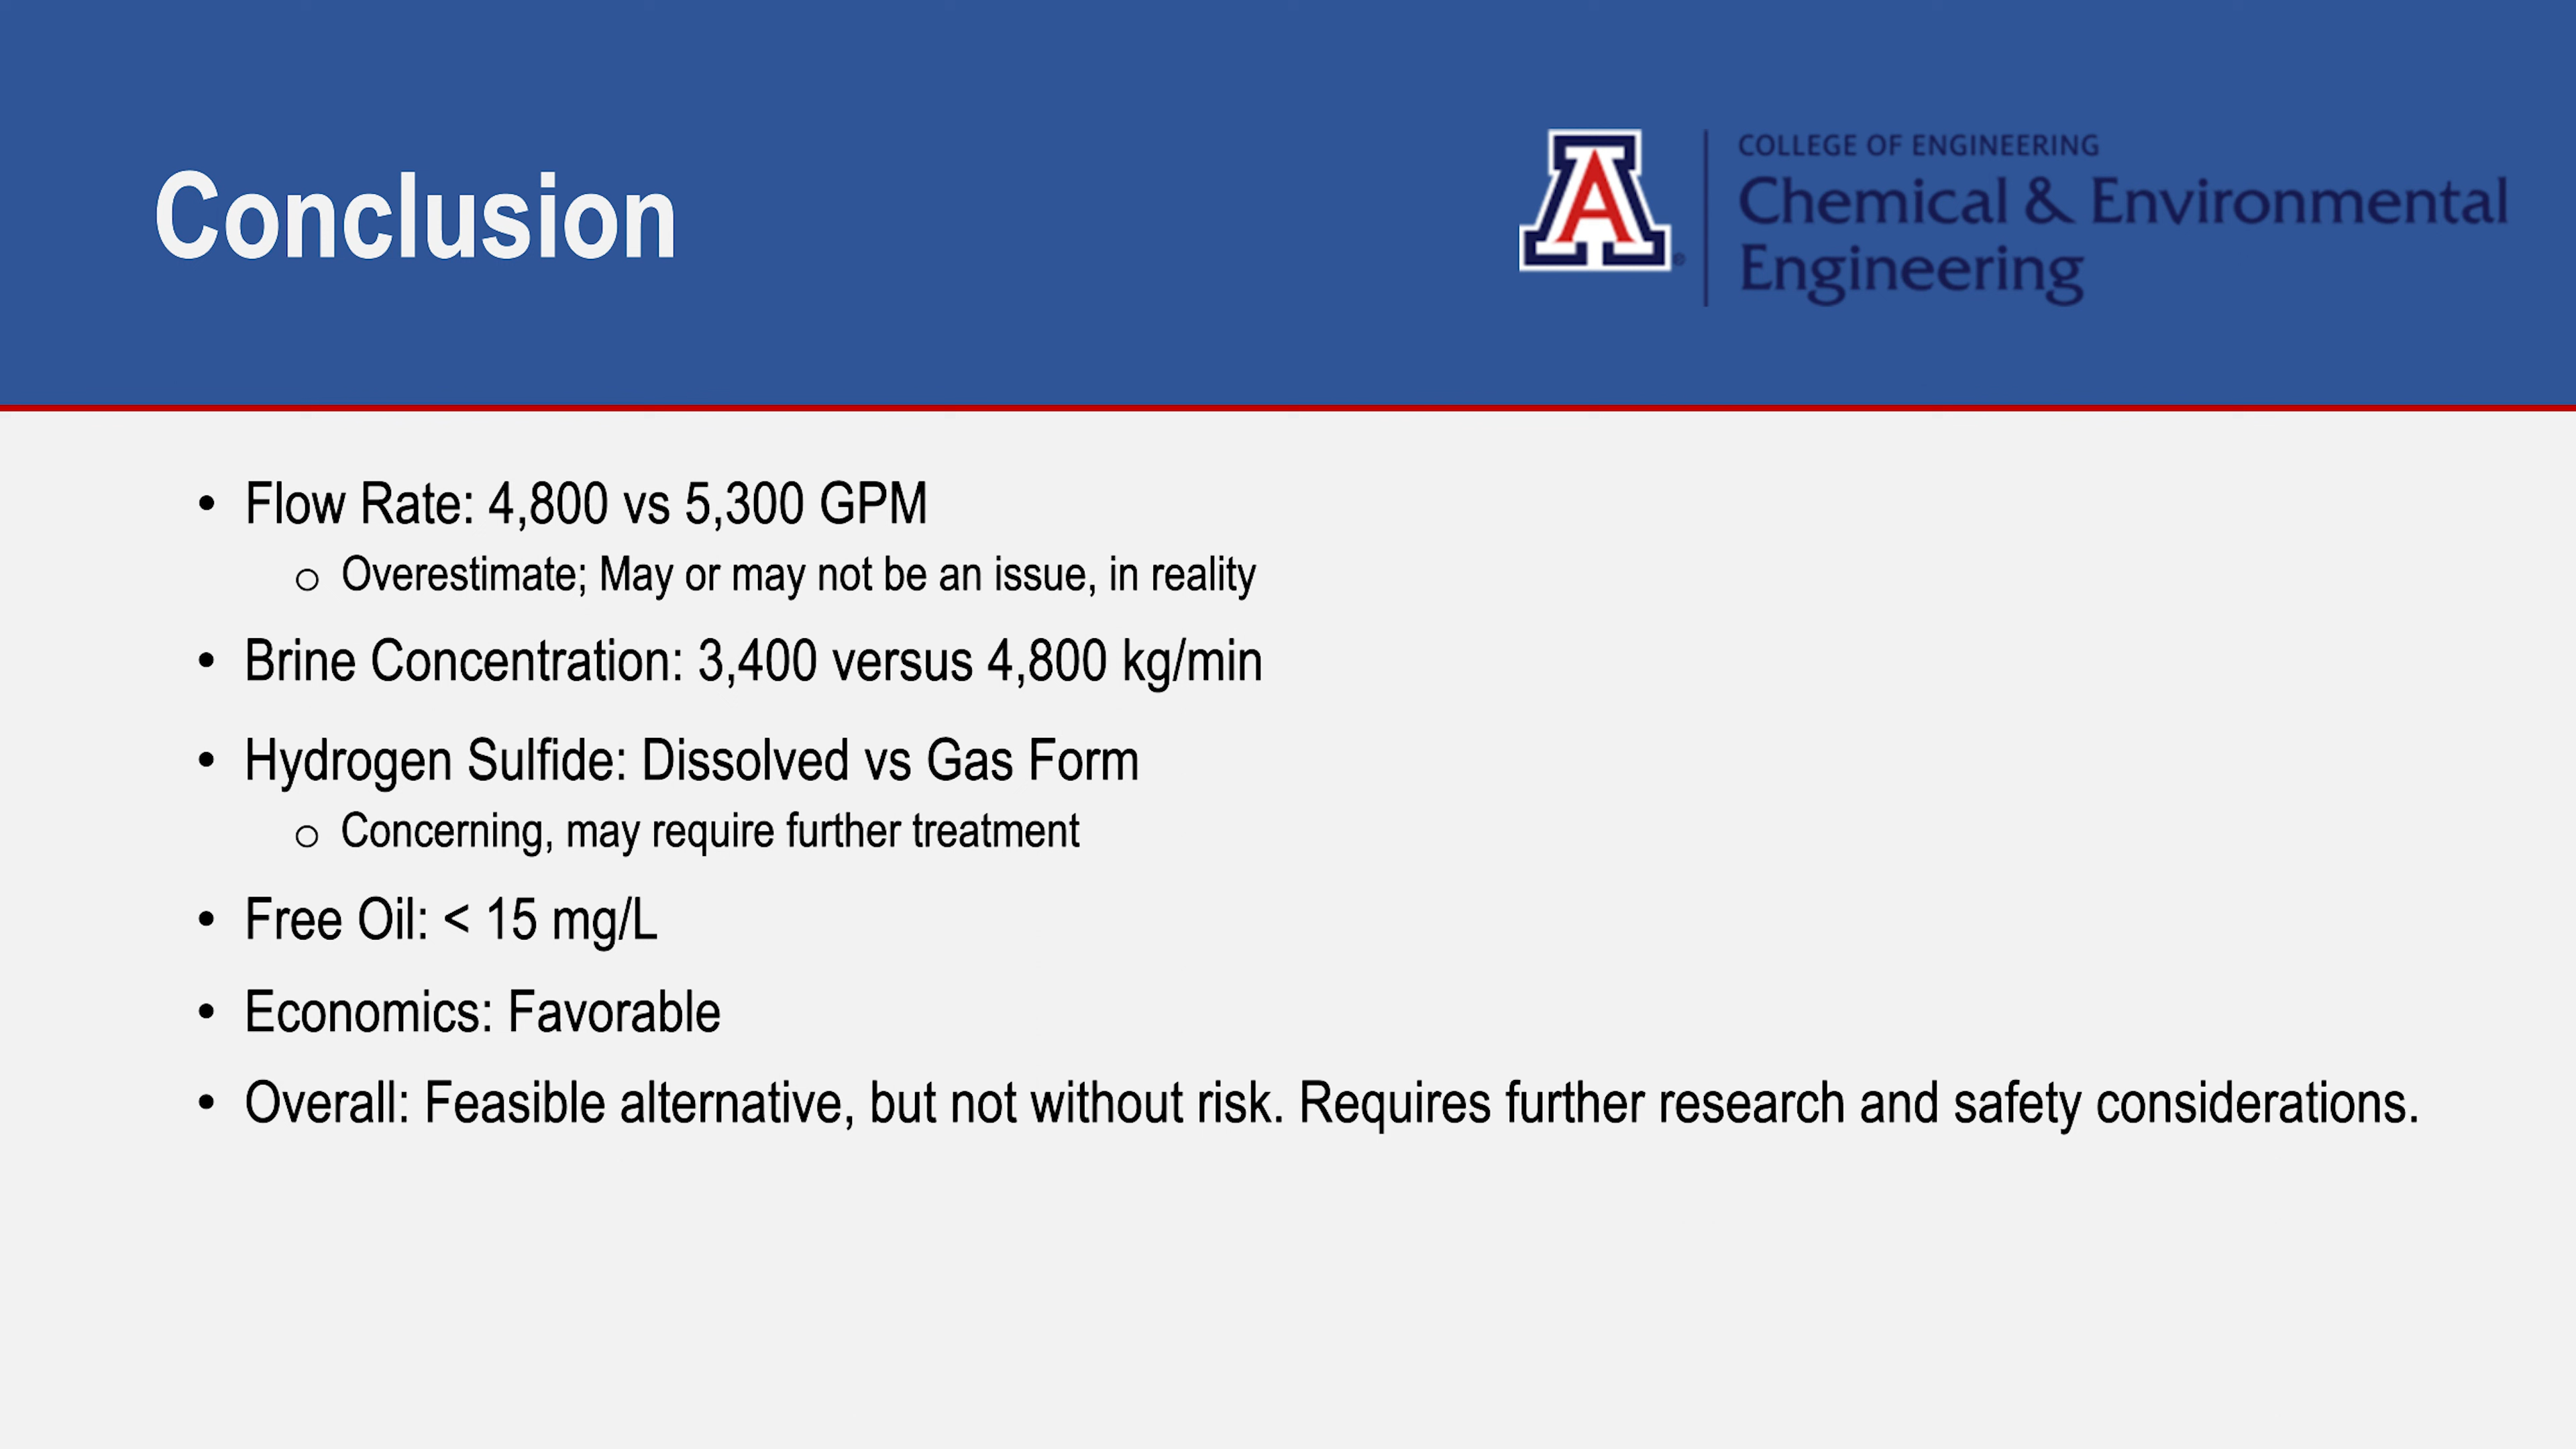 Conclusion
A
COLLEGE OF ENGINEERING
Chemical & Environmental
Engineering
• Flow Rate: 4,800 vs 5,300 GPM
o Overestimate; May or may not be an issue, in reality
• Brine Concentration: 3,400 versus 4,800 kg/min
• Hydrogen Sulfide: Dissolved vs Gas Form
o Concerning, may require further treatment
• Free Oil: < 15 mg/L
• Economics: Favorable
• Overall: Feasible alternative, but not without risk. Requires further research and safety considerations.